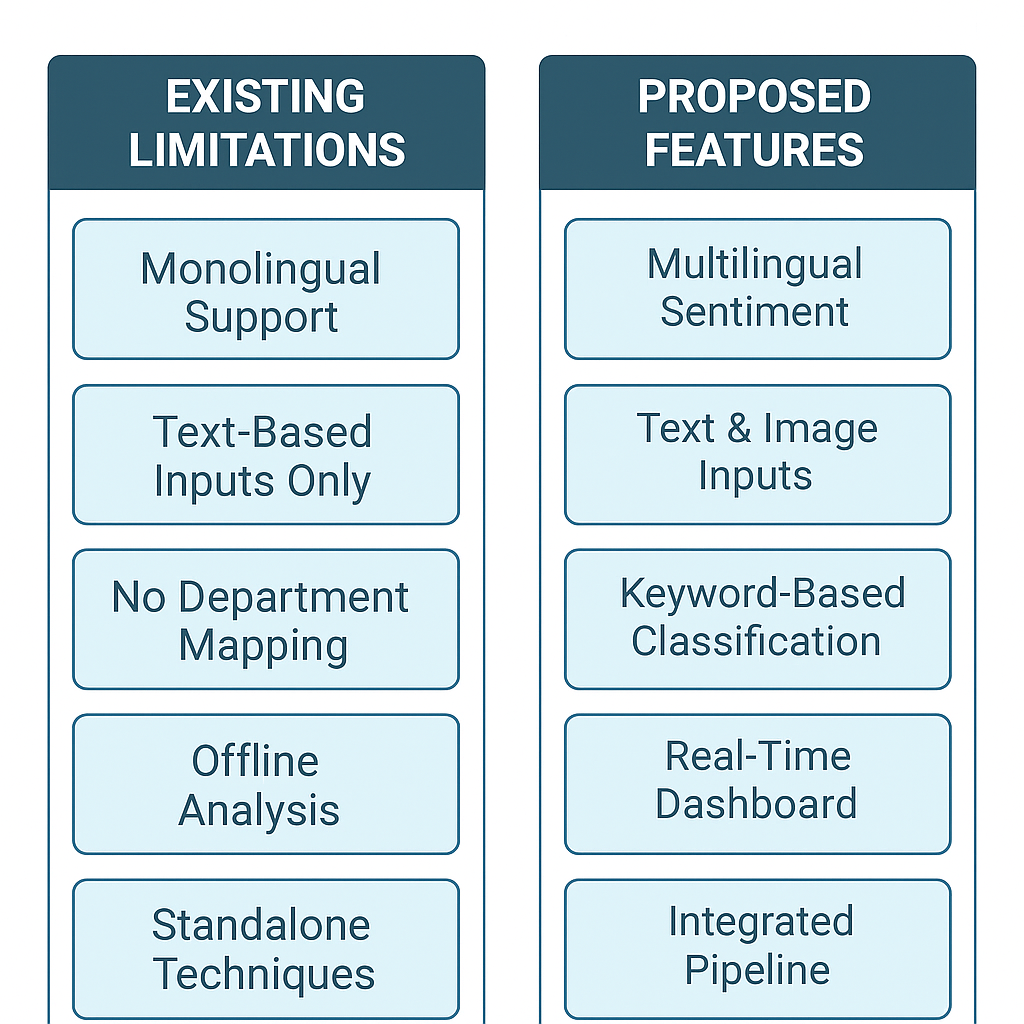 EXISTING
LIMITATIONS
Monolingual
Support
Text-Based
Inputs Only
No Department
Mapping
Offline
Analysis
Standalone
Techniques
PROPOSED
FEATURES
Multilingual
Sentiment
Text & Image
Inputs
Keyword-Based
Classification
Real-Time
Dashboard
Integrated
Pipeline